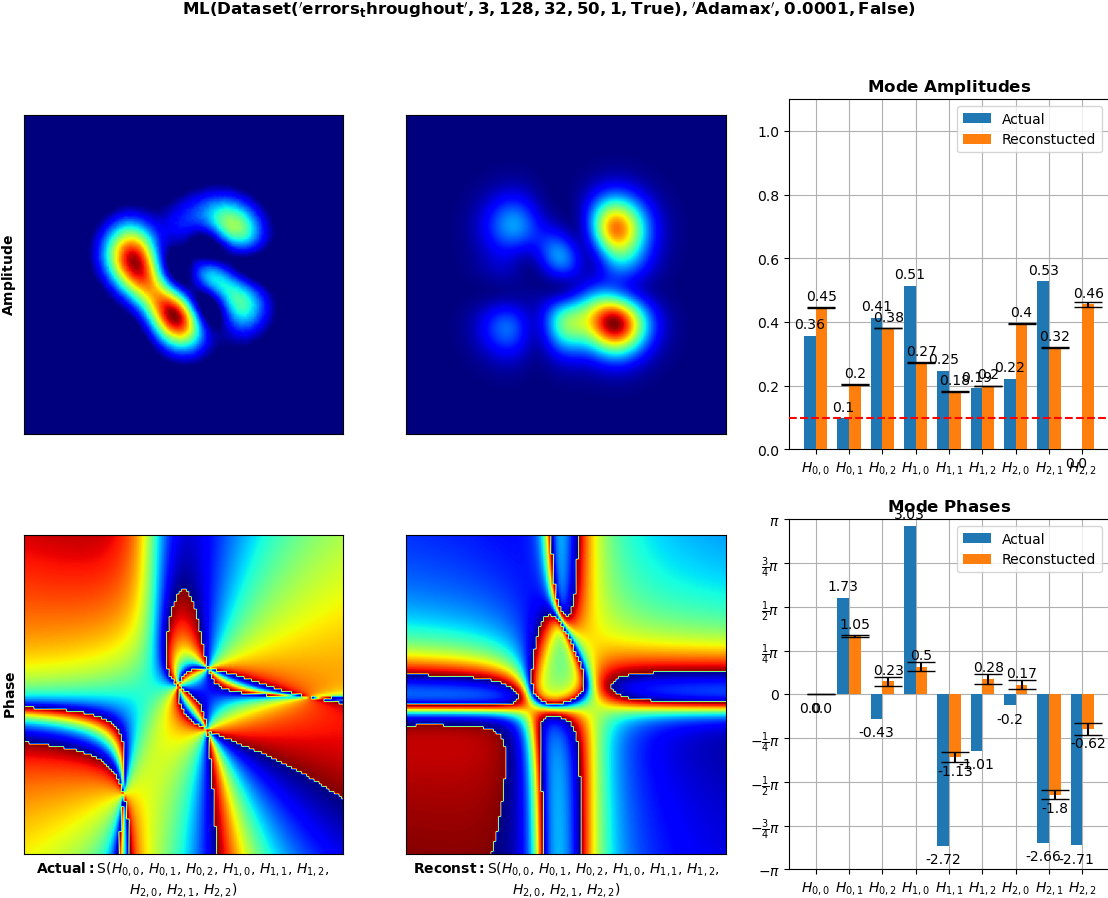 ML(Dataset('errors_throughout', 3, 128, 32, 50, 1, True), 'Adamax', 0.0001, False)
Amplitude
Mode Amplitudes
Actual
Reconstucted
1.0
0.8
0.6
0.4
0.2
0.0
0.36
0.45
0.1
0.2
0.41
0.38
0.51
0.27
0.25
0.18
0.19
0.2
0.22
0.4
0.53
0.32
0.0
0.46
H0,0 H0,1 H0,2 H1,0 H1,1 H1,2 H2,0 H2,1 H2,2
Phase
Mode Phases
Actual
Reconstucted
π
3/4π
1/2π
1/4π
0
−1/4π
−1/2π
−3/4π
−π
0.0
0.0
1.73
1.05
-0.43
0.23
3.03
0.5
-2.72
-1.13
-1.01
0.28
-0.2
0.17
-2.66
-1.8
-2.71
-0.62
H0,0 H0,1 H0,2 H1,0 H1,1 H1,2 H2,0 H2,1 H2,2
Actual: S(H0,0, H0,1, H0,2, H1,0, H1,1, H1,2,
H2,0, H2,1, H2,2)
Reconst: S(H0,0, H0,1, H0,2, H1,0, H1,1, H1,2,
H2,0, H2,1, H2,2)